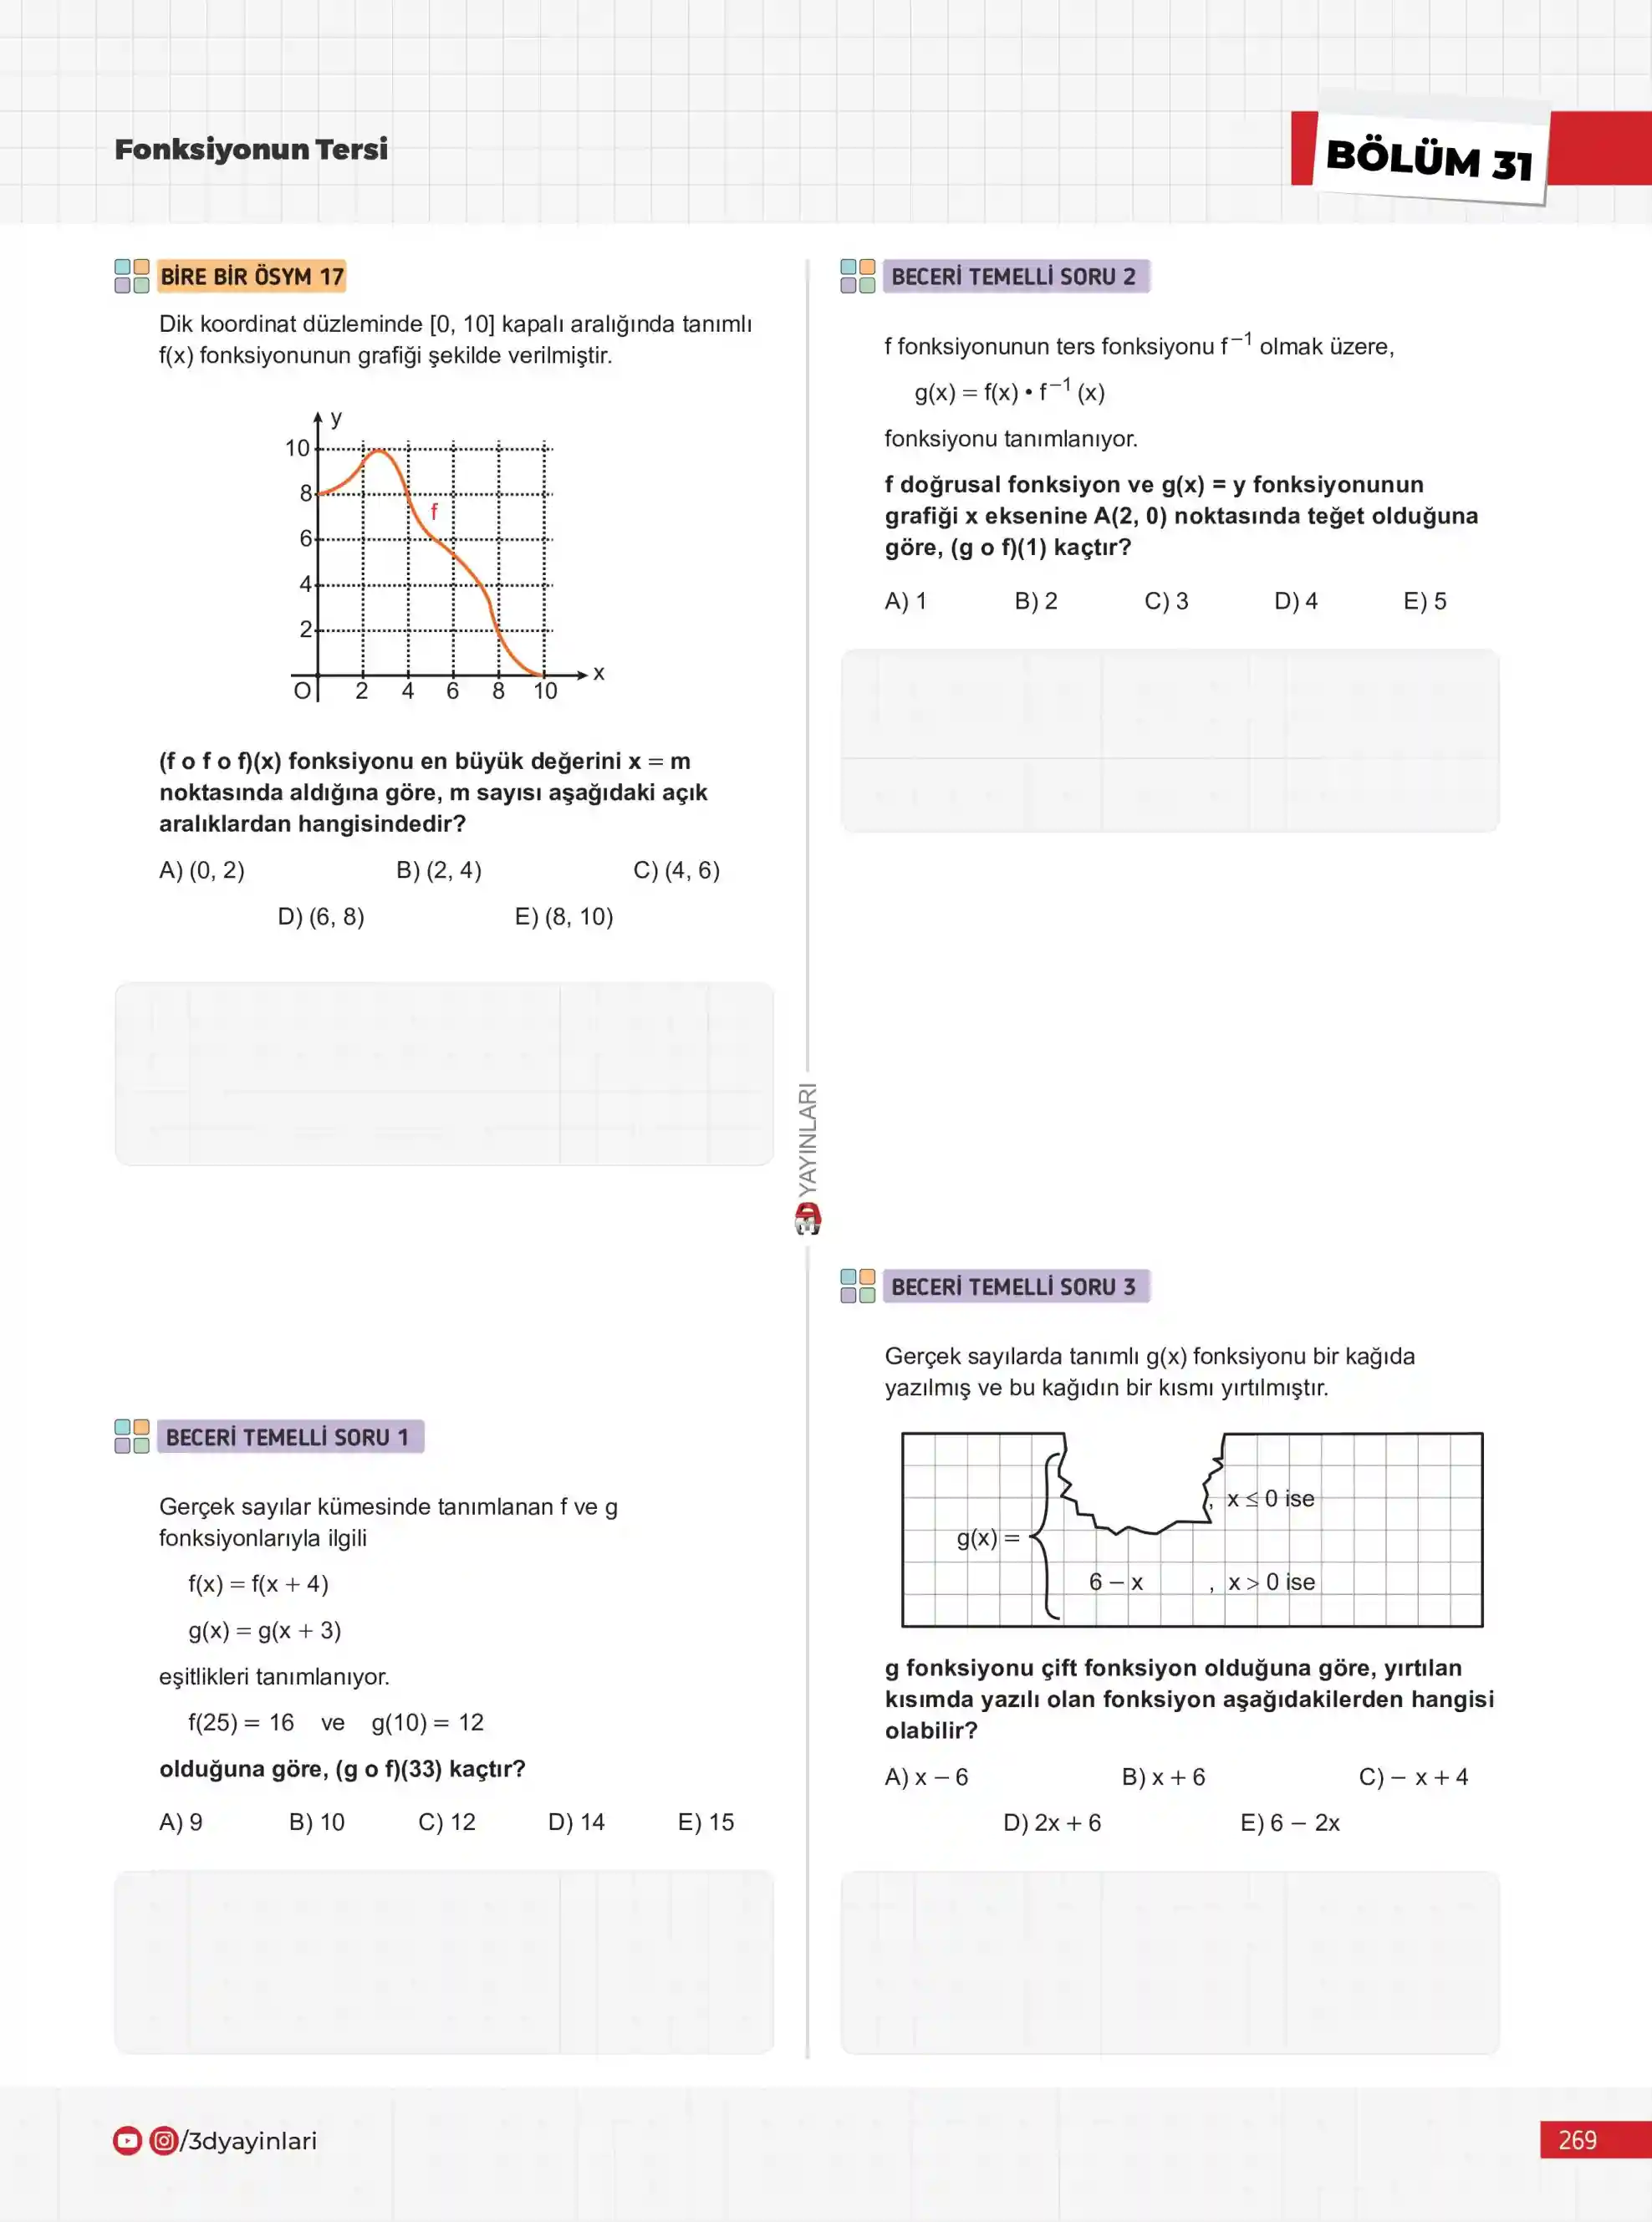 Fonksiyonun Tersi
BÖLÜM 31
BİRE BİR ÖSYM 17
Dik koordinat düzleminde [0, 10] kapalı aralığında tanımlı
f(x) fonksiyonunun grafiği şekilde verilmiştir.
y
10
8
f
6
4
2
x
O 2 4 6 8 10
(f o f o f)(x) fonksiyonu en büyük değerini x = m
noktasında aldığına göre, m sayısı aşağıdaki açık
aralıklardan hangisindedir?
A) (0, 2) B) (2, 4) C) (4, 6)
D) (6, 8) E) (8, 10)
BECERİ TEMELLİ SORU 1
Gerçek sayılar kümesinde tanımlanan f ve g
fonksiyonlarıyla ilgili
f(x) = f(x + 4)
g(x) = g(x + 3)
eşitlikleri tanımlanıyor.
f(25) = 16 ve g(10) = 12
olduğuna göre, (g o f)(33) kaçtır?
A) 9 B) 10 C) 12 D) 14 E) 15
YAYINLARI
BECERİ TEMELLİ SORU 2
f fonksiyonunun ters fonksiyonu f⁻¹ olmak üzere,
g(x) = f(x) • f⁻¹ (x)
fonksiyonu tanımlanıyor.
f doğrusal fonksiyon ve g(x) = y fonksiyonunun
grafiği x eksenine A(2, 0) noktasında teğet olduğuna
göre, (g o f)(1) kaçtır?
A) 1 B) 2 C) 3 D) 4 E) 5
BECERİ TEMELLİ SORU 3
Gerçek sayılarda tanımlı g(x) fonksiyonu bir kağıda
yazılmış ve bu kağıdın bir kısmı yırtılmıştır.
, x ≤ 0 ise
g(x) =
6 – x , x > 0 ise
g fonksiyonu çift fonksiyon olduğuna göre, yırtılan
kısımda yazılı olan fonksiyon aşağıdakilerden hangisi
olabilir?
A) x – 6 B) x + 6 C) – x + 4
D) 2x + 6 E) 6 – 2x
/3dyayinlari
269